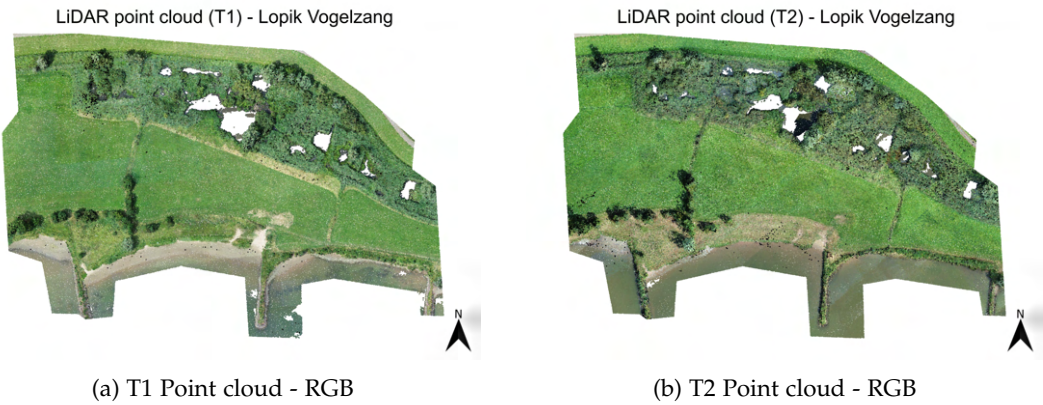 LiDAR point cloud (T1) - Lopik Vogelzang
LiDAR point cloud (T2) - Lopik Vogelzang
N
N
(a) T1 Point cloud - RGB
(b) T2 Point cloud - RGB